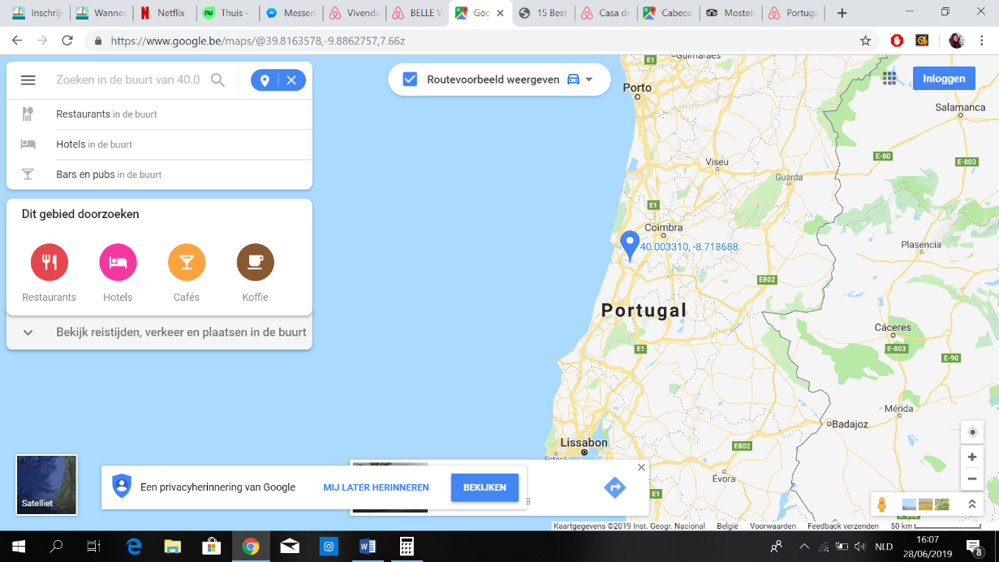 Inschrij
Wannee
Netflix
Thuis -
Messen
Vivenda
BELLE V
Goo
15 Best
Casa de
Cabece
Mostei
Portuga
https://www.google.be/maps/@39.8163578,-9.8862757,7.66z
Zoeken in de buurt van 40.0
Restaurants in de buurt
Hotels in de buurt
Bars en pubs in de buurt
Dit gebied doorzoeken
Restaurants
Hotels
Cafés
Koffie
Bekijk reistijden, verkeer en plaatsen in de buurt
Routevoorbeeld weergeven
Inloggen
E1
Guimarães
Porto
Salamanca
E-80
E-803
Viseu
Guarda
E1
Coimbra
Plasencia
40.003310, -8.718688
E802
Portugal
Cáceres
E1
E-803
E-90
Mérida
Badajoz
Lissabon
E802
Estoril
Évora
E1
Satelliet
Een privacyherinnering van Google
MIJ LATER HERINNEREN
BEKIJKEN
8
Kaartgegevens ©2019 Inst. Geogr. Nacional
België
Voorwaarden
Feedback verzenden
50 km
NLD
16:07
28/06/2019
8